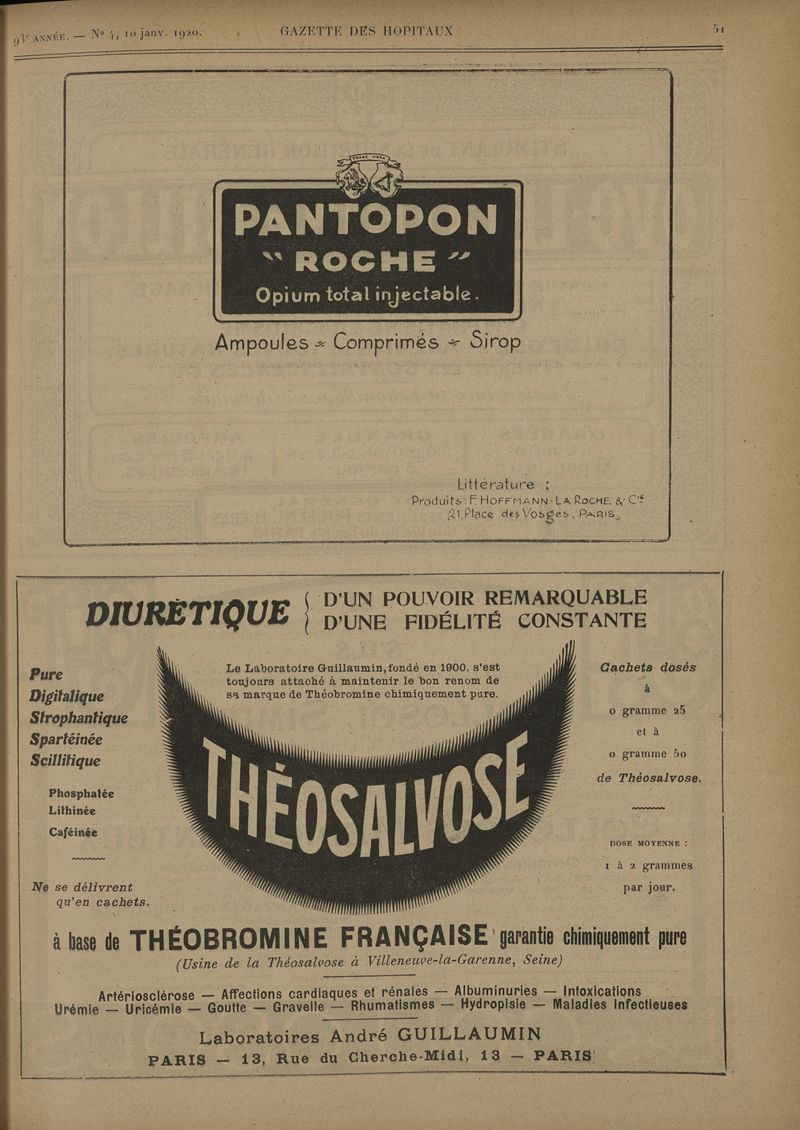 93e ANNÉE. — No 4, 10 janv. 1920. GAZETTE DES HOPITAUX 51
PANTOPON
" ROCHE "
Opium total injectable.
Ampoules - Comprimés - Sirop
Littérature :
Produits : F. HOFFMANN-LA ROCHE & Cie
21, Place des Vosges, PARIS.
DIURÉTIQUE { D'UN POUVOIR REMARQUABLE
D'UNE FIDÉLITÉ CONSTANTE
Le Laboratoire Guillaumin, fondé en 1900, s'est
toujours attaché à maintenir le bon renom de
sa marque de Théobromine chimiquement pure.
Pure
Digitalique
Strophantique
Spartéinée
Scillitique
Phosphatée
Lithinée
Caféinée
Ne se délivrent
qu'en cachets.
THÉOSALVOSE
Cachets dosés
à
0 gramme 25
et à
0 gramme 50
de Théosalvose.
DOSE MOYENNE :
1 à 2 grammes
par jour.
à base de THÉOBROMINE FRANÇAISE garantie chimiquement pure
(Usine de la Théosalvose à Villeneuve-la-Garenne, Seine)
Artériosclérose — Affections cardiaques et rénales — Albuminuries — Intoxications
Urémie — Uricémie — Goutte — Gravelle — Rhumatismes — Hydropisie — Maladies infectieuses
Laboratoires André GUILLAUMIN
PARIS — 13, Rue du Cherche-Midi, 13 — PARIS